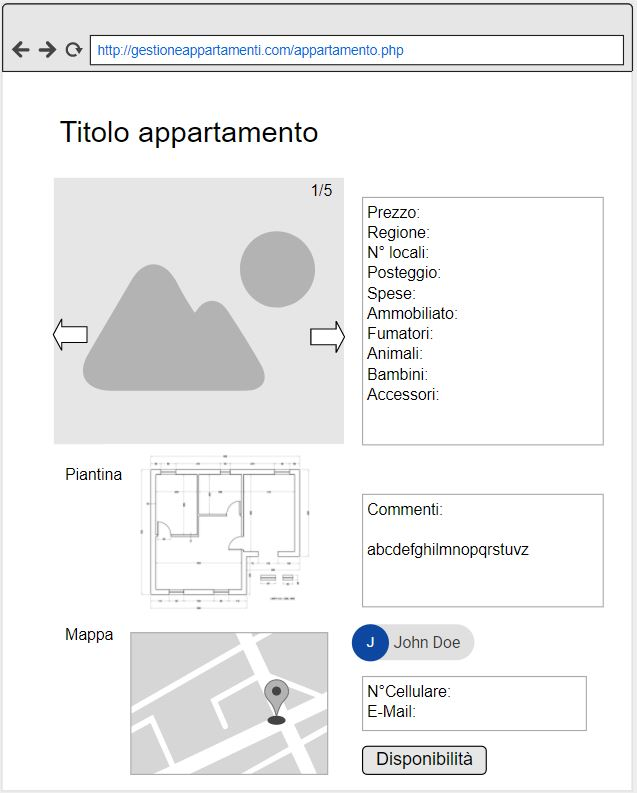 http://gestioneappartamenti.com/appartamento.php
Titolo appartamento
1/5
Prezzo:
Regione:
N° locali:
Posteggio:
Spese:
Ammobiliato:
Fumatori:
Animali:
Bambini:
Accessori:
Piantina
Commenti:
abcdefghilmnopqrstuvz
Mappa
J John Doe
N°Cellulare:
E-Mail:
Disponibilità